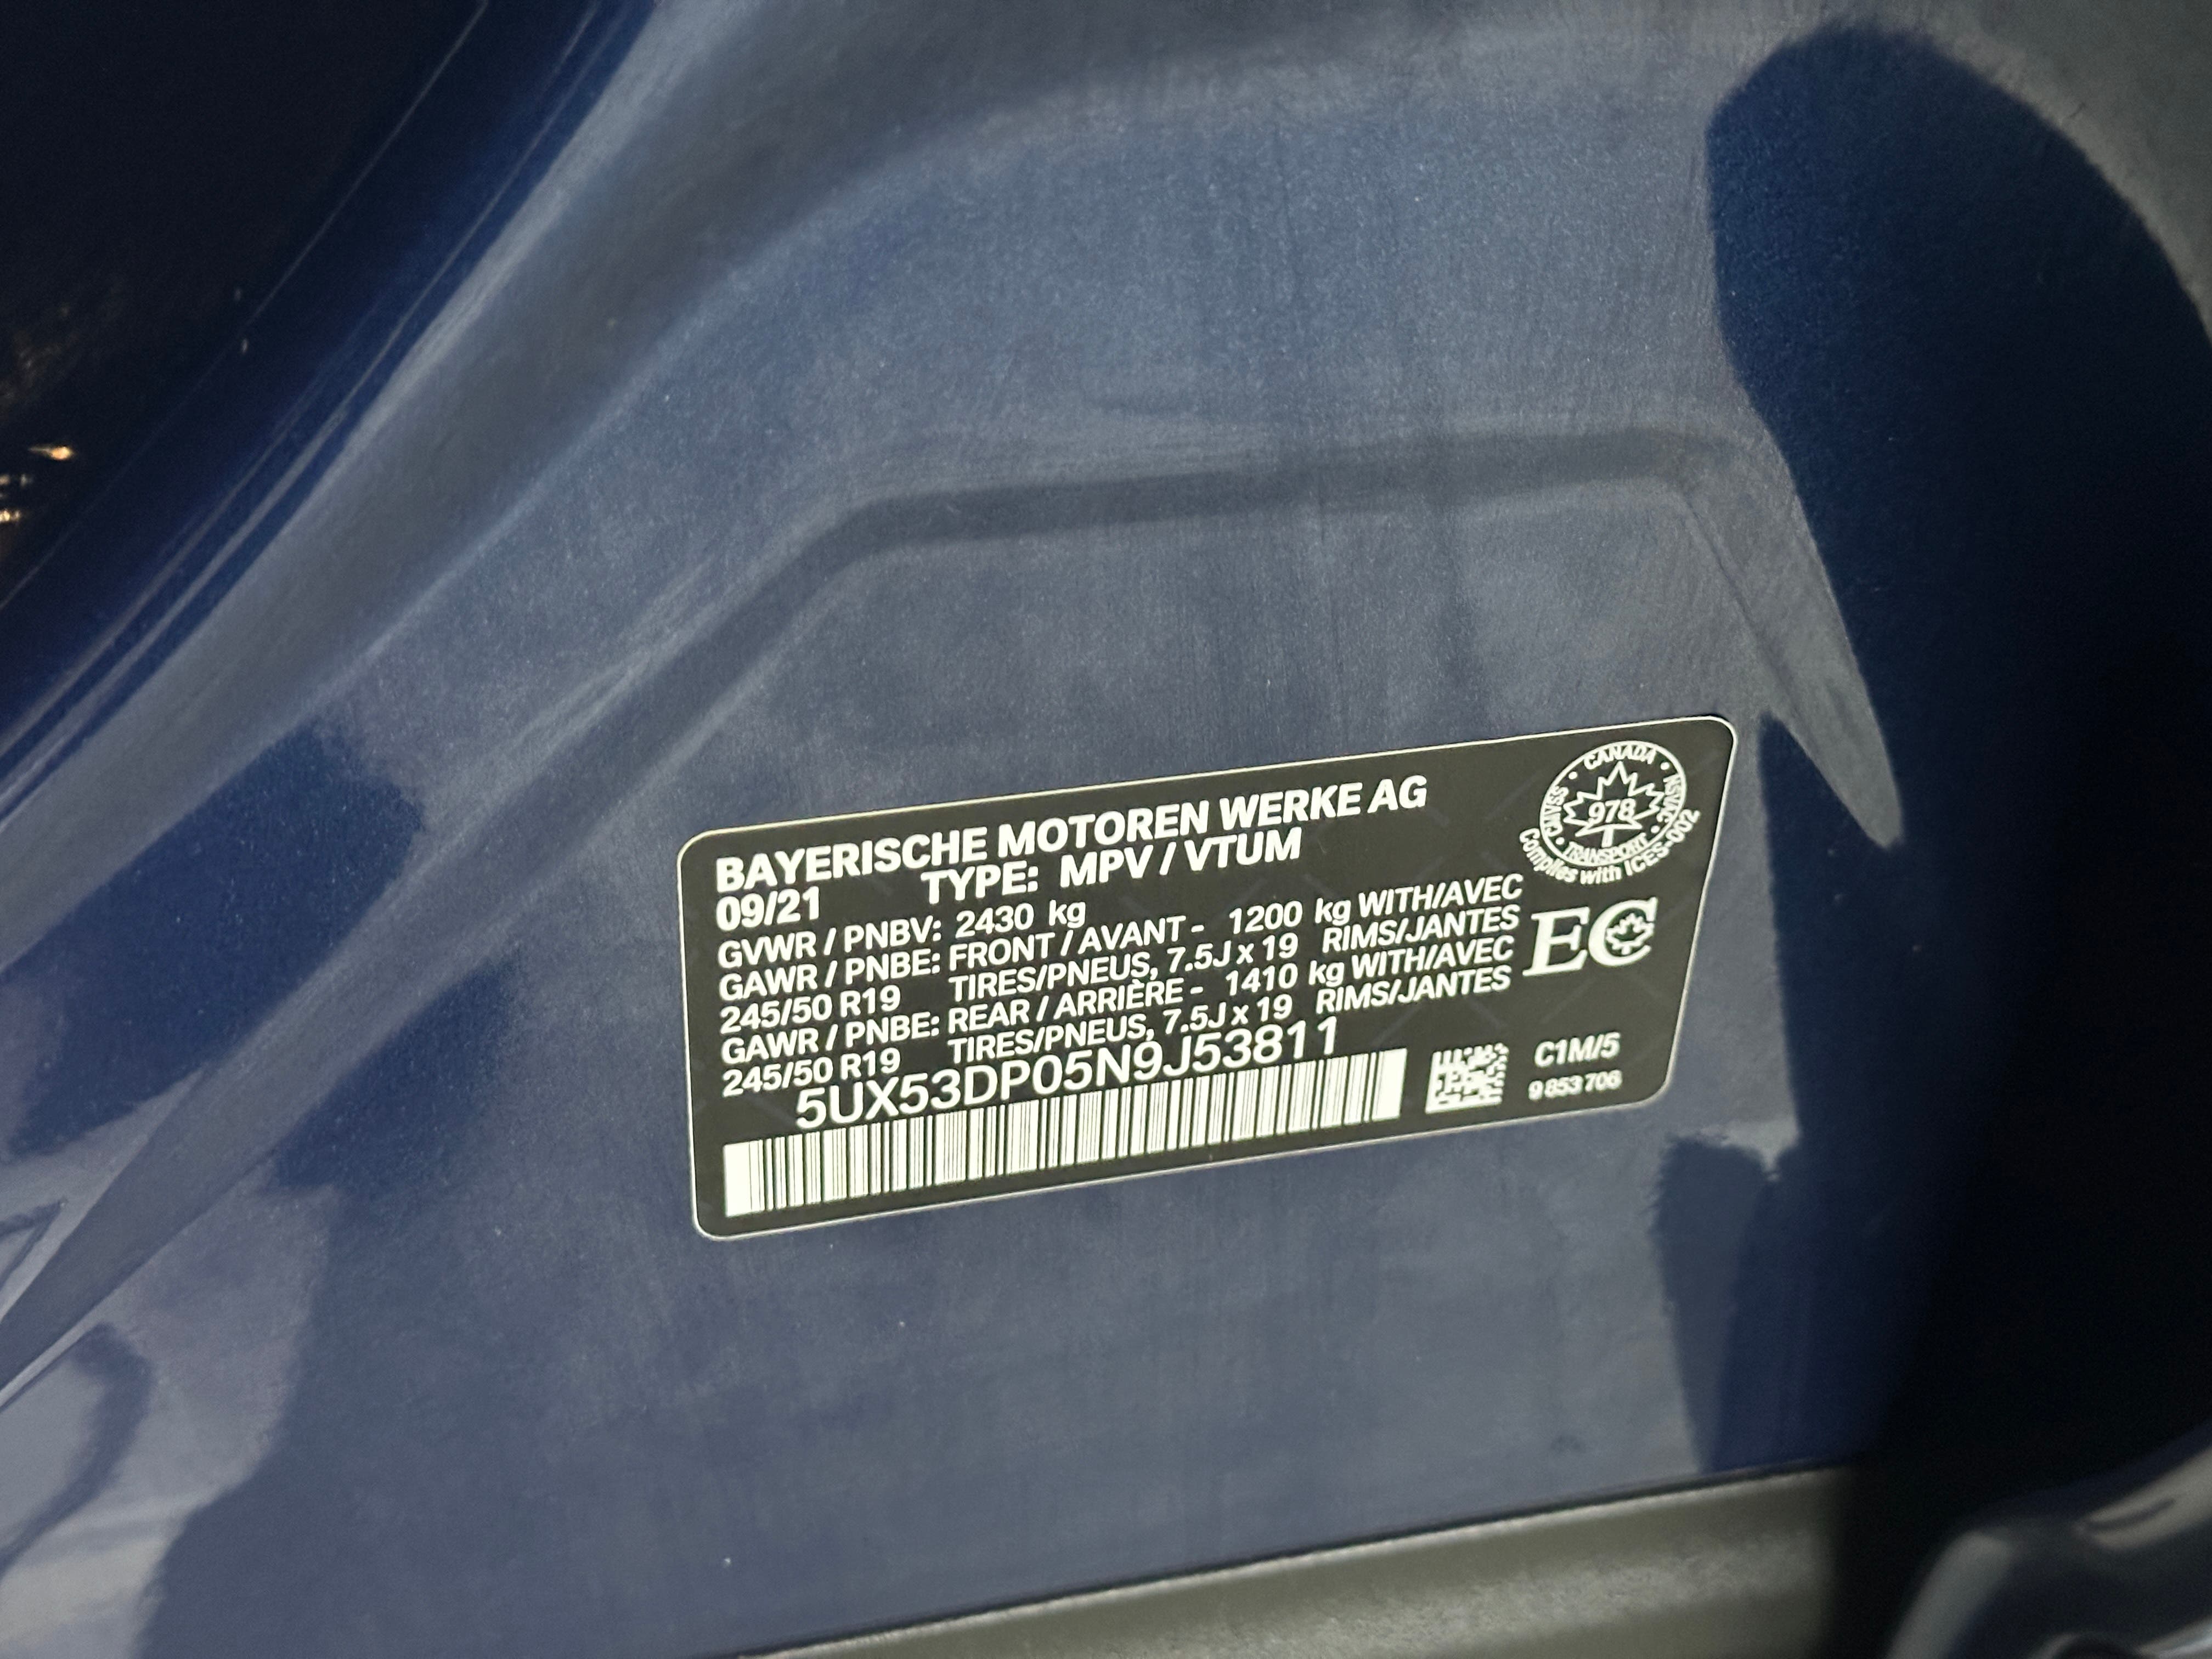 BAYERISCHE MOTOREN WERKE AG
09/21 TYPE: MPV / VTUM
GVWR / PNBV: 2430 kg
GAWR / PNBE: FRONT / AVANT - 1200 kg WITH/AVEC
245/50 R19 TIRES/PNEUS, 7.5J x 19 RIMS/JANTES
GAWR / PNBE: REAR / ARRIÈRE - 1410 kg WITH/AVEC
245/50 R19 TIRES/PNEUS, 7.5J x 19 RIMS/JANTES
5UX53DP05N9J53811
CANADA
NSVAC
978
CMVSS
TRANSPORT
Complies with ICES-002
EC
C1M/5
9 853 706